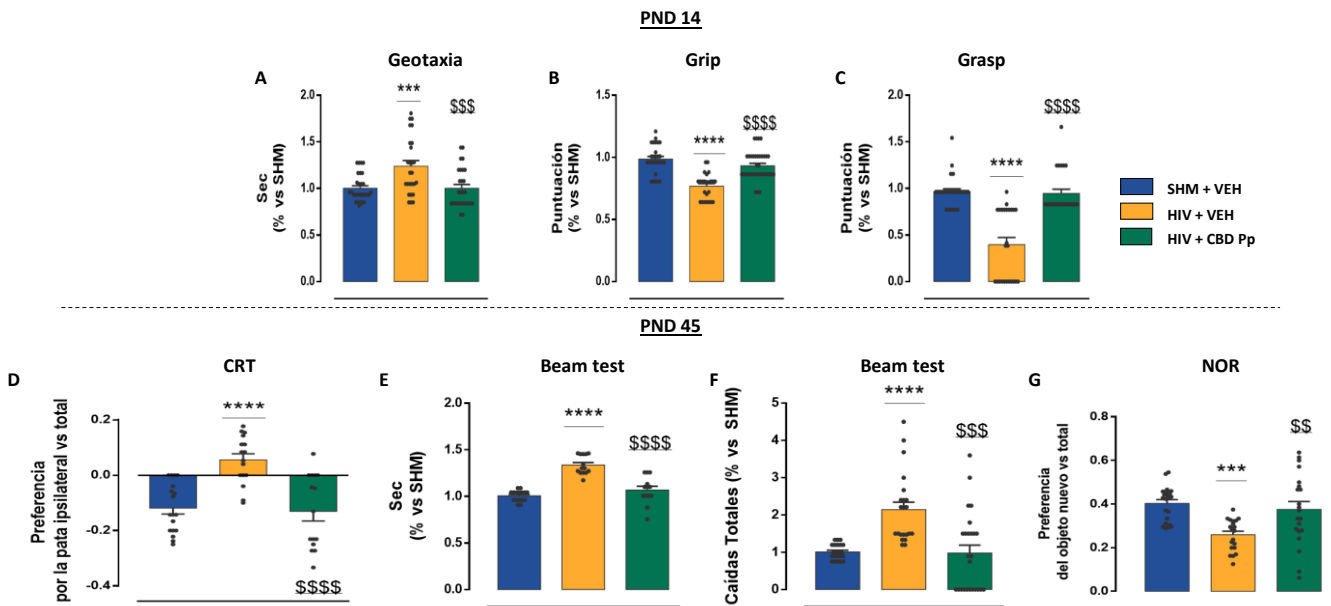 PND 14
A
Geotaxia
Sec
(% vs SHM)
2.0
1.5
1.0
0.5
0.0
***
$$$
B
Grip
Puntuación
(% vs SHM)
1.5
1.0
0.5
0.0
****
$$$$
C
Grasp
Puntuación
(% vs SHM)
2.0
1.5
1.0
0.5
0.0
****
$$$$
SHM + VEH
HIV + VEH
HIV + CBD Pp
PND 45
D
CRT
Preferencia
por la pata ipsilateral vs total
0.2
0.0
-0.2
-0.4
****
$$$$
E
Beam test
Sec
(% vs SHM)
2.0
1.5
1.0
0.5
0.0
****
$$$$
F
Beam test
Caídas Totales (% vs SHM)
5
4
3
2
1
0
****
$$$
G
NOR
Preferencia
del objeto nuevo vs total
0.8
0.6
0.4
0.2
0.0
***
$$